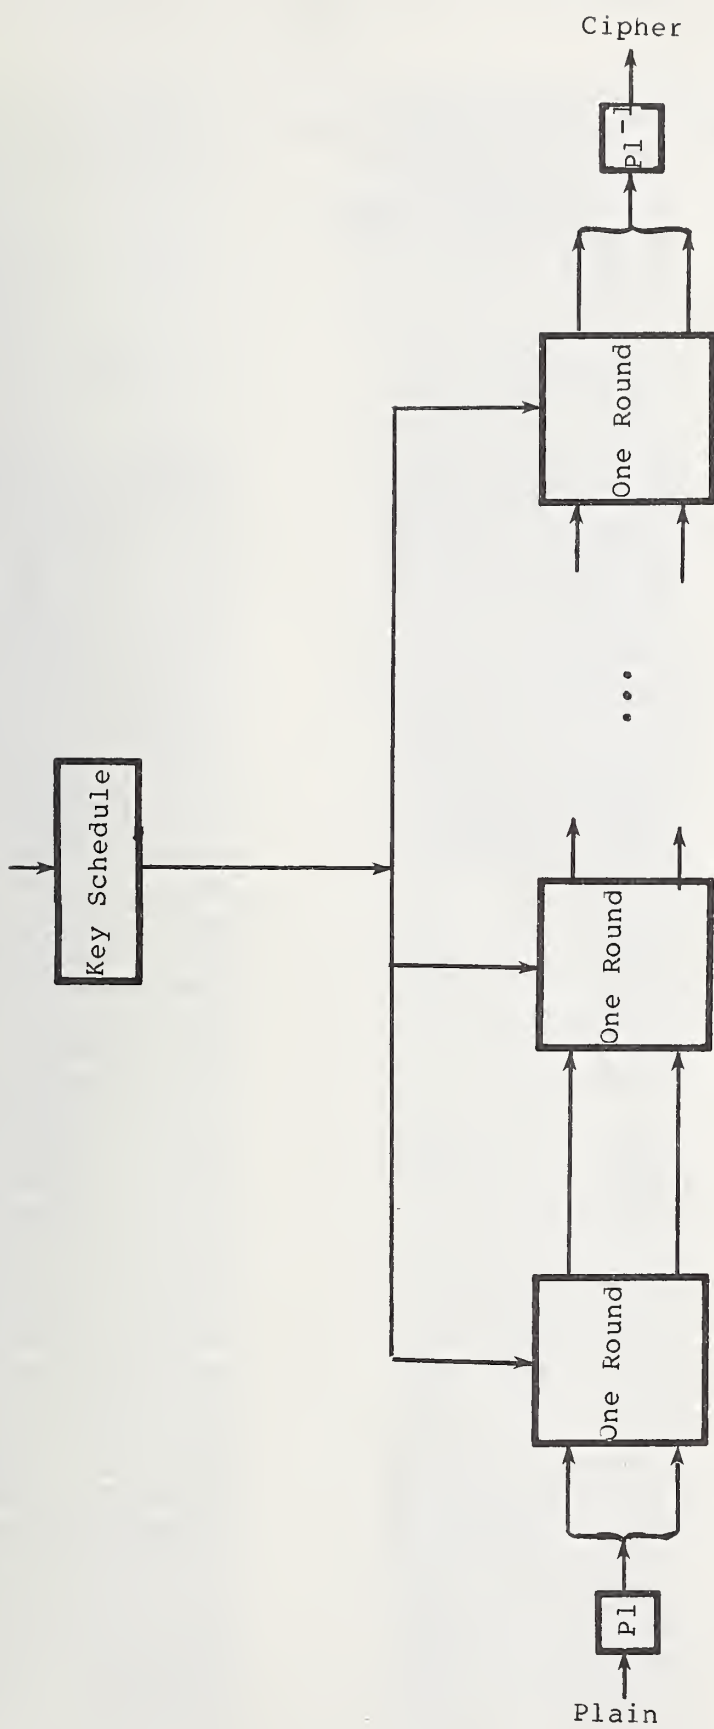 Cipher
P1-1
One Round
One Round
One Round
...
Key Schedule
P1
Plain